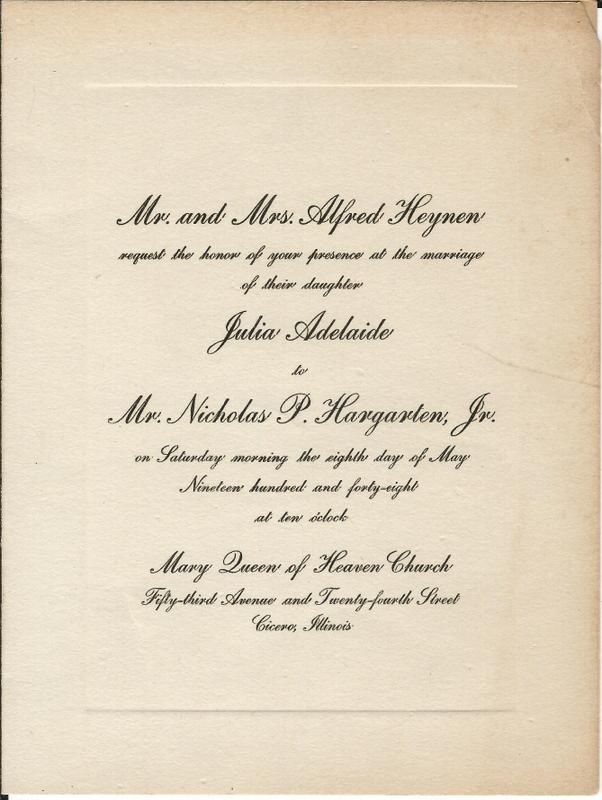 Mr. and Mrs. Alfred Heynen
request the honor of your presence at the marriage
of their daughter
Julia Adelaide
to
Mr. Nicholas P. Hargarten, Jr.
on Saturday morning the eighth day of May
Nineteen hundred and forty-eight
at ten o'clock
Mary Queen of Heaven Church
Fifty-third Avenue and Twenty-fourth Street
Cicero, Illinois